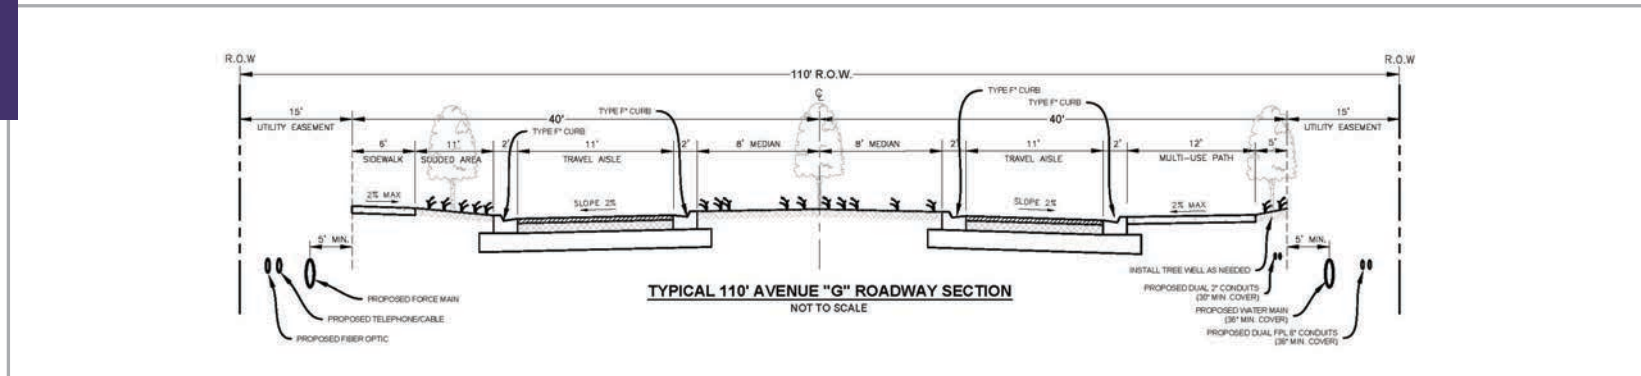 R.O.W
R.O.W
110' R.O.W.
15'
UTILITY EASEMENT
40'
40'
15'
UTILITY EASEMENT
TYPE F" CURB
TYPE F" CURB
TYPE F" CURB
TYPE F" CURB
6'
SIDEWALK
11'
SODDED AREA
2'
11'
TRAVEL AISLE
2'
8' MEDIAN
8' MEDIAN
2'
11'
TRAVEL AISLE
2'
12'
MULTI-USE PATH
5'
2% MAX
SLOPE 2%
SLOPE 2%
2% MAX
5' MIN.
5' MIN.
PROPOSED FORCE MAIN
PROPOSED TELEPHONE/CABLE
PROPOSED FIBER OPTIC
TYPICAL 110' AVENUE "G" ROADWAY SECTION
NOT TO SCALE
INSTALL TREE WELL AS NEEDED
PROPOSED DUAL 2" CONDUITS
(30" MIN. COVER)
PROPOSED WATER MAIN
(36" MIN. COVER)
PROPOSED DUAL FPL 6" CONDUITS
(36" MIN. COVER)